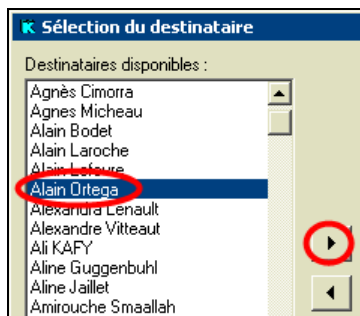 Sélection du destinataire
Destinataires disponibles :
Agnès Cimorra
Agnes Micheau
Alain Bodet
Alain Laroche
Alain Lefeure
Alain Ortega
Alexandra Lenault
Alexandre Vitteaut
Ali KAFY
Aline Guggenbuhl
Aline Jaillet
Amirouche Smaallah